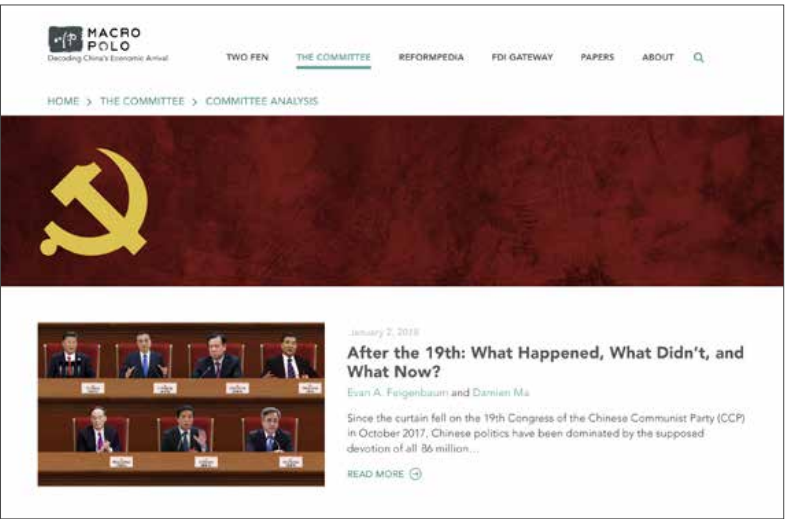 MACRO
POLO
Decoding China's Economic Arrival
TWO FEN THE COMMITTEE REFORMPEDIA FDI GATEWAY PAPERS ABOUT
HOME > THE COMMITTEE > COMMITTEE ANALYSIS
January 2, 2018
After the 19th: What Happened, What Didn't, and
What Now?
Evan A. Feigenbaum and Damien Ma
Since the curtain fell on the 19th Congress of the Chinese Communist Party (CCP)
in October 2017, Chinese politics have been dominated by the supposed
devotion of all 86 million...
READ MORE